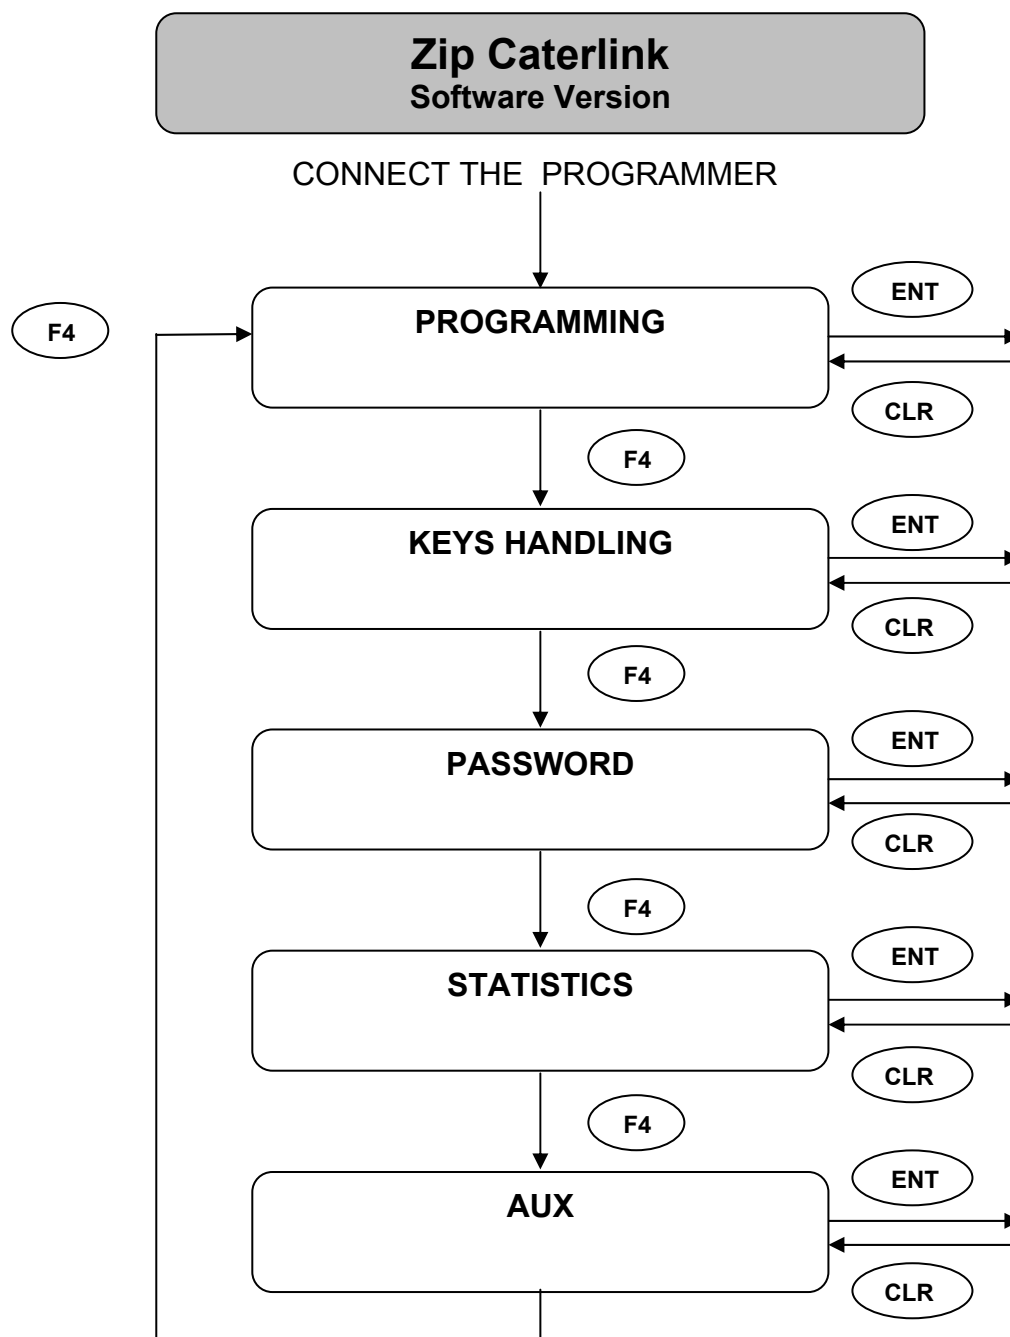 Zip Caterlink
Software Version
CONNECT THE PROGRAMMER
ENT
F4
PROGRAMMING
CLR
F4
ENT
KEYS HANDLING
CLR
F4
ENT
PASSWORD
CLR
F4
ENT
STATISTICS
CLR
F4
ENT
AUX
CLR